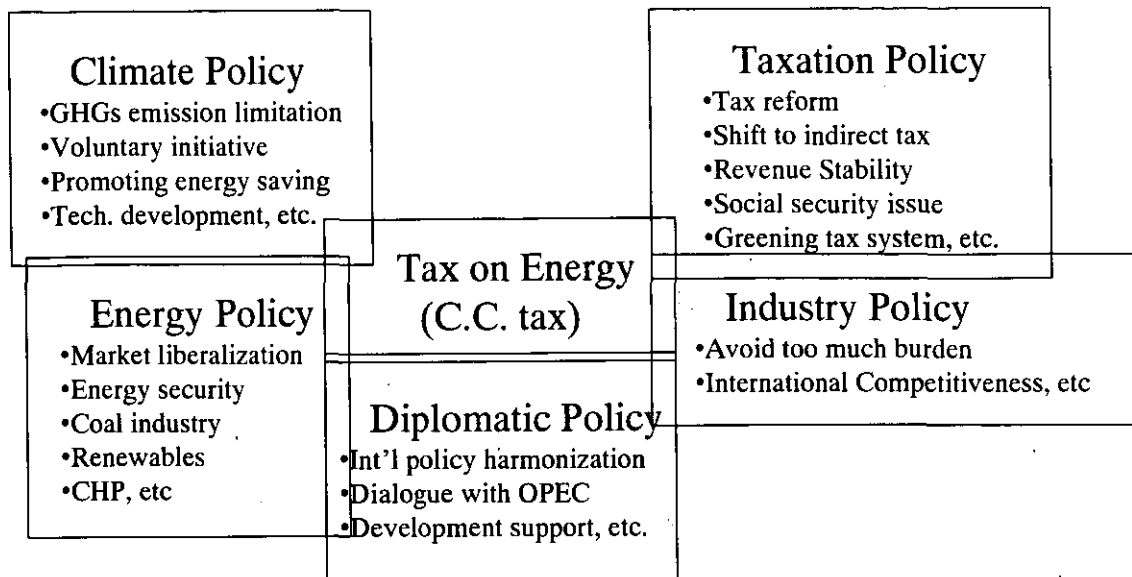 Climate Policy
•GHGs emission limitation
•Voluntary initiative
•Promoting energy saving
•Tech. development, etc.
Taxation Policy
•Tax reform
•Shift to indirect tax
•Revenue Stability
•Social security issue
•Greening tax system, etc.
Tax on Energy
(C.C. tax)
Energy Policy
•Market liberalization
•Energy security
•Coal industry
•Renewables
•CHP, etc
Industry Policy
•Avoid too much burden
•International Competitiveness, etc
Diplomatic Policy
•Int'l policy harmonization
•Dialogue with OPEC
•Development support, etc.